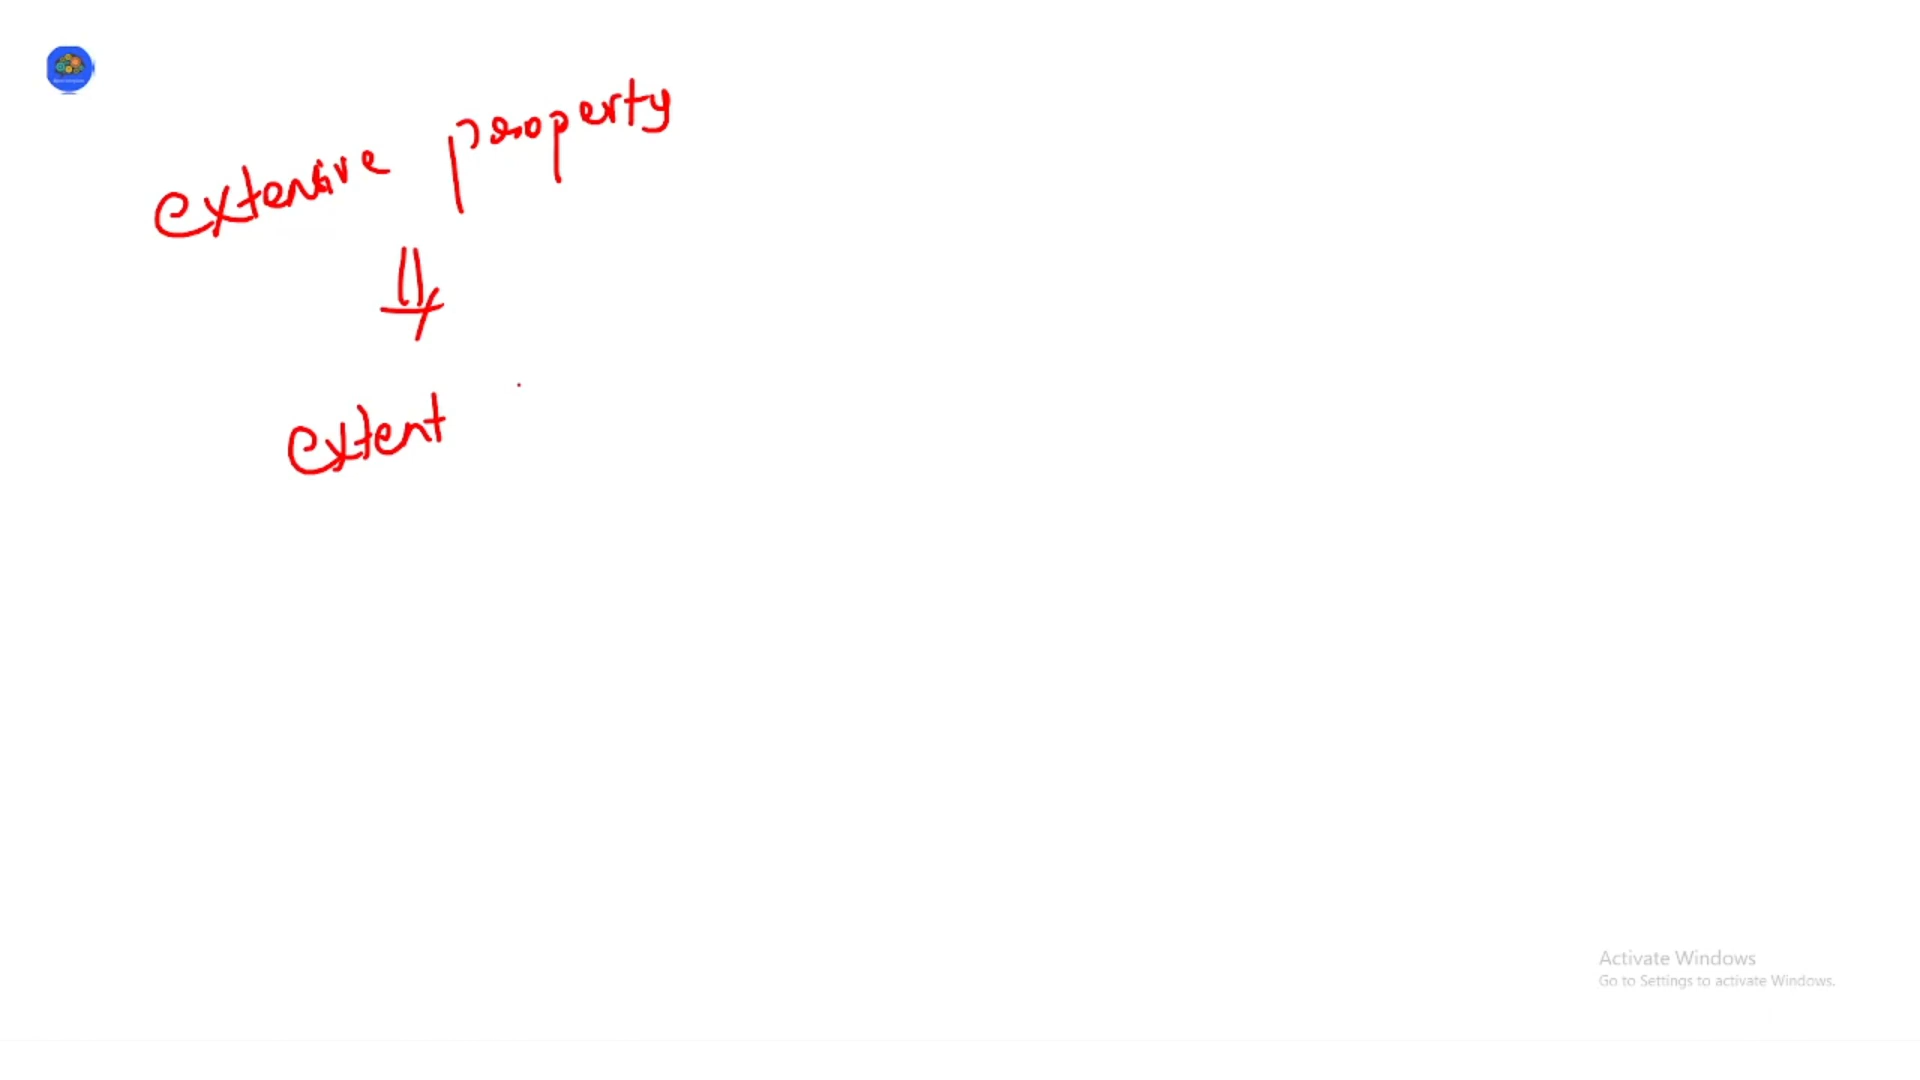 extensive property
⇓
extent
Activate Windows
Go to Settings to activate Windows.